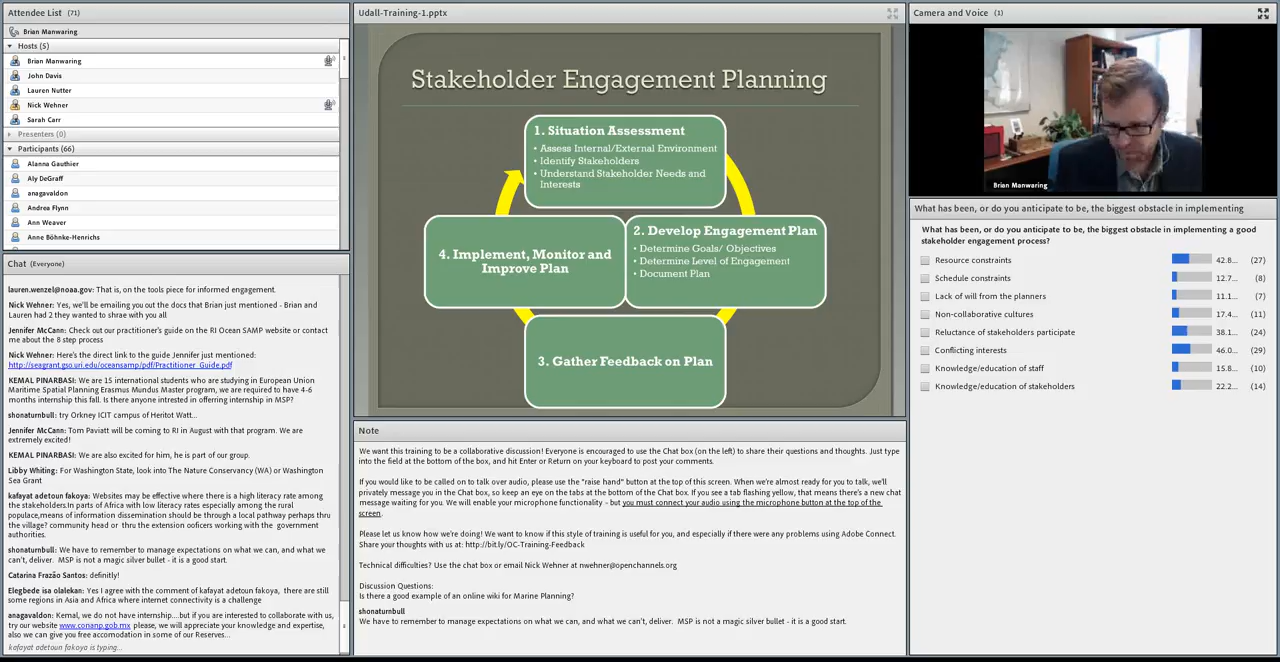 Attendee List (71)
Brian Manwaring
Hosts (5)
Brian Manwaring
John Davis
Lauren Nutter
Nick Wehner
Sarah Carr
Presenters (0)
Participants (66)
Alanna Gauthier
Aly DeGraff
anagavaldon
Andrea Flynn
Ann Weaver
Anne Böhnke-Henrichs
Chat (Everyone)
lauren.wenzel@noaa.gov: That is, on the tools piece for informed engagement.
Nick Wehner: Yes, we'll be emailing you out the docs that Brian just mentioned - Brian and
Lauren had 2 they wanted to shrae with you all
Jennifer McCann: Check out our practitioner's guide on the RI Ocean SAMP website or contact
me about the 8 step process
Nick Wehner: Here's the direct link to the guide Jennifer just mentioned:
http://seagrant.gso.uri.edu/oceansamp/pdf/Practitioner_Guide.pdf
KEMAL PINARBASI: We are 15 international students who are studying in European Union
Maritime Spatial Planning Erasmus Mundus Master program, we are required to have 4-6
months internship this fall. Is there anyone intrested in offering internship in MSP?
shonaturnbull: try Orkney ICIT campus of Heritot Watt...
Jennifer McCann: Tom Paviatt will be coming to RI in August with that program. We are
extremely excited!
KEMAL PINARBASI: We are also excited for him, he is part of our group.
Libby Whiting: For Washington State, look into The Nature Conservancy (WA) or Washington
Sea Grant
kafayat adetoun fakoya: Websites may be effective where there is a high literacy rate among
the stakeholders.In parts of Africa with low literacy rates especially among the rural
populace,means of information dissemination should be through a local pathway perhaps thru
the village? community head or thru the extension ooficers working with the government
authorities.
shonaturnbull: We have to remember to manage expectations on what we can, and what we
can't, deliver. MSP is not a magic silver bullet - it is a good start.
Catarina Frazão Santos: definitly!
Elegbede isa olalekan: Yes I agree with the comment of kafayat adetoun fakoya, there are still
some regions in Asia and Africa where internet connectivity is a challenge
anagavaldon: Kemal, we do not have internship....but if you are interested to collaborate with us,
try our website www.conanp.gob.mx please, we will appreciate your knowledge and expertise,
also we can give you free accomodation in some of our Reserves...
kafayat adetoun fakoya is typing...
Udall-Training-1.pptx
Stakeholder Engagement Planning
1. Situation Assessment
• Assess Internal/External Environment
• Identify Stakeholders
• Understand Stakeholder Needs and
Interests
2. Develop Engagement Plan
• Determine Goals/ Objectives
• Determine Level of Engagement
• Document Plan
3. Gather Feedback on Plan
4. Implement, Monitor and
Improve Plan
Note
We want this training to be a collaborative discussion! Everyone is encouraged to use the Chat box (on the left) to share their questions and thoughts. Just type
into the field at the bottom of the box, and hit Enter or Return on your keyboard to post your comments.
If you would like to be called on to talk over audio, please use the "raise hand" button at the top of this screen. When we're almost ready for you to talk, we'll
privately message you in the Chat box, so keep an eye on the tabs at the bottom of the Chat box. If you see a tab flashing yellow, that means there's a new chat
message waiting for you. We will enable your microphone functionality - but you must connect your audio using the microphone button at the top of the
screen.
Please let us know how we're doing! We want to know if this style of training is useful for you, and especially if there were any problems using Adobe Connect.
Share your thoughts with us at: http://bit.ly/OC-Training-Feedback
Technical difficulties? Use the chat box or email Nick Wehner at nwehner@openchannels.org
Discussion Questions:
Is there a good example of an online wiki for Marine Planning?
shonaturnbull
We have to remember to manage expectations on what we can, and what we can't, deliver. MSP is not a magic silver bullet - it is a good start.
Camera and Voice (1)
Brian Manwaring
What has been, or do you anticipate to be, the biggest obstacle in implementing
What has been, or do you anticipate to be, the biggest obstacle in implementing a good
stakeholder engagement process?
Resource constraints 42.8... (27)
Schedule constraints 12.7... (8)
Lack of will from the planners 11.1... (7)
Non-collaborative cultures 17.4... (11)
Reluctance of stakeholders participate 38.1... (24)
Conflicting interests 46.0... (29)
Knowledge/education of staff 15.8... (10)
Knowledge/education of stakeholders 22.2... (14)